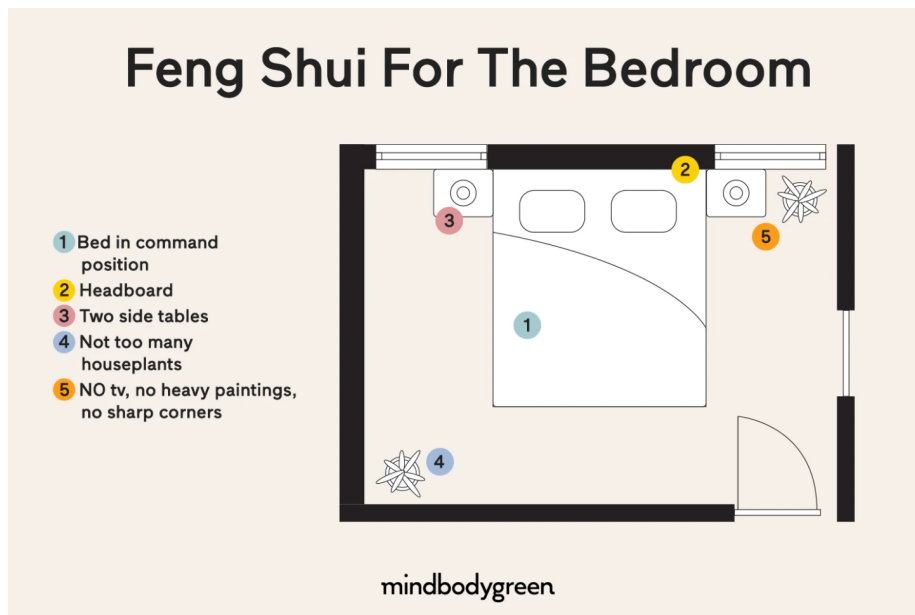 Feng Shui For The Bedroom
1 Bed in command
position
2 Headboard
3 Two side tables
4 Not too many
houseplants
5 NO tv, no heavy paintings,
no sharp corners
2
3
5
1
4
mindbodygreen